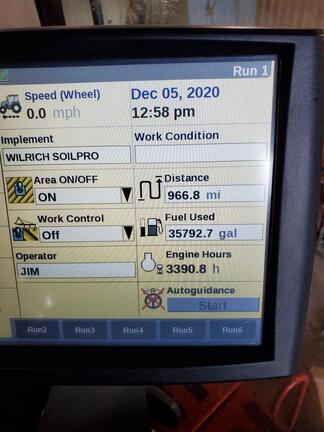 Run 1
Speed (Wheel)
0.0 mph
Dec 05, 2020
12:58 pm
Implement
WILRICH SOILPRO
Work Condition
Area ON/OFF
ON
Distance
966.8 mi
Work Control
Off
Fuel Used
35792.7 gal
Operator
JIM
Engine Hours
3390.8 h
Autoguidance
Start
Run2 Run3 Run4 Run5 Run6